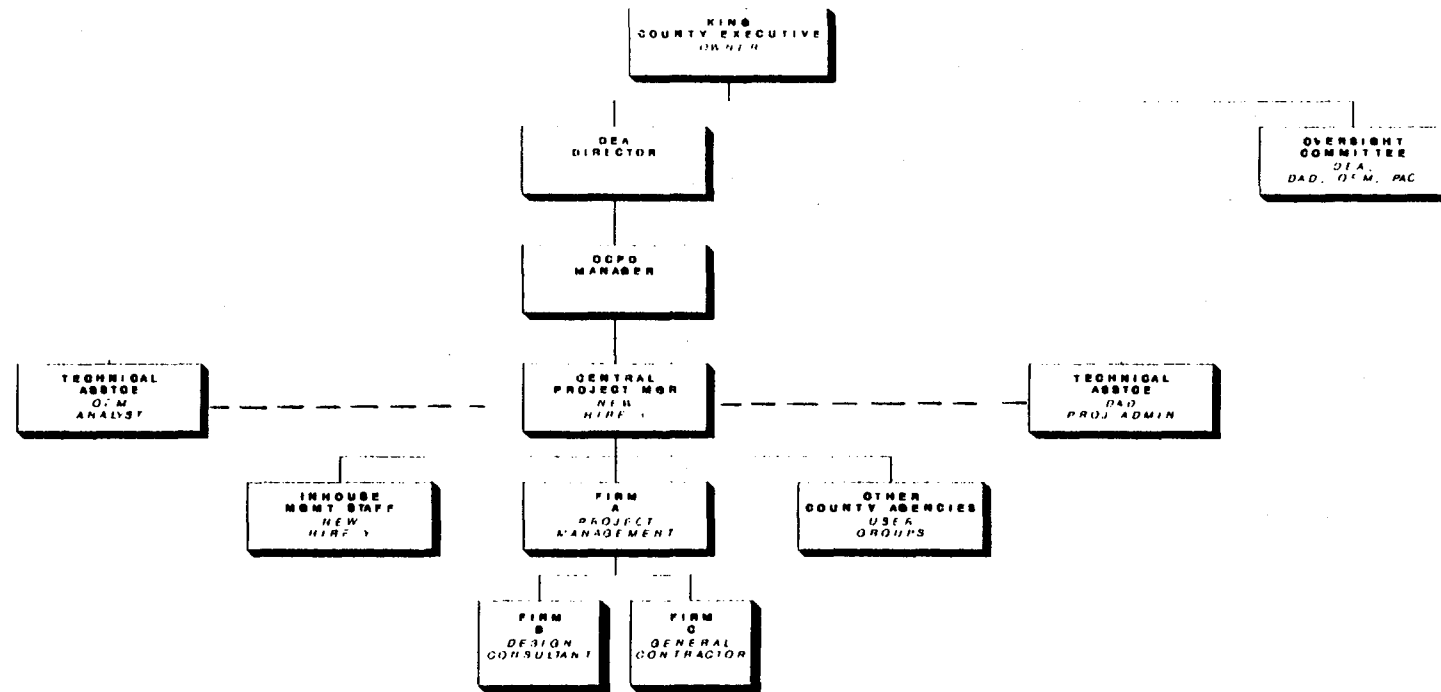 KING
COUNTY EXECUTIVE
OWNER
DEA
DIRECTOR
OVERSIGHT
COMMITTEE
DEA,
DAD, OFM, PAC
OCPD
MANAGER
TECHNICAL
ASSTCE
OFM
ANALYST
CENTRAL
PROJECT MGR
NEW
HIRE
TECHNICAL
ASSTCE
DAD
PROJ ADMIN
INHOUSE
MGMT STAFF
NEW
HIRE
FIRM
A
PROJECT
MANAGEMENT
OTHER
COUNTY AGENCIES
USER
GROUPS
FIRM
B
DESIGN
CONSULTANT
FIRM
C
GENERAL
CONTRACTOR